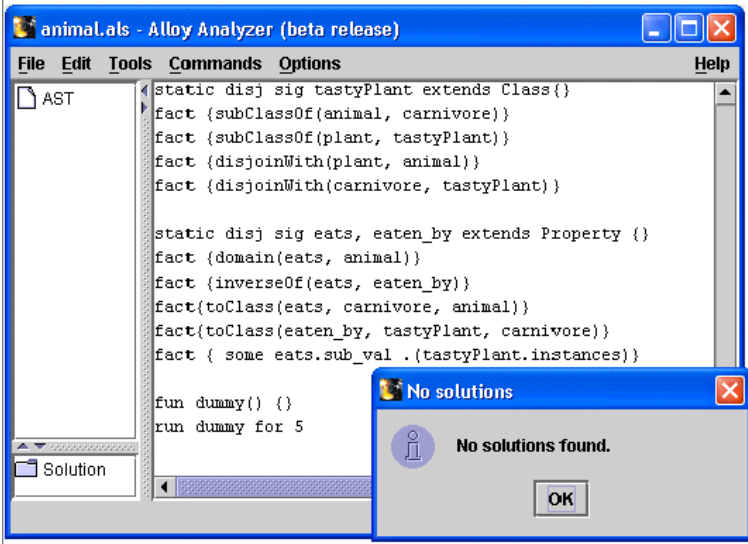 animal.als - Alloy Analyzer (beta release)
File Edit Tools Commands Options Help
AST
static disj sig tastyPlant extends Class{}
fact {subClassOf(animal, carnivore)}
fact {subClassOf(plant, tastyPlant)}
fact {disjoinWith(plant, animal)}
fact {disjoinWith(carnivore, tastyPlant)}
static disj sig eats, eaten_by extends Property {}
fact {domain(eats, animal)}
fact {inverseOf(eats, eaten_by)}
fact{toClass(eats, carnivore, animal)}
fact{toClass(eaten_by, tastyPlant, carnivore)}
fact { some eats.sub_val .(tastyPlant.instances)}
fun dummy() {}
run dummy for 5
Solution
No solutions
No solutions found.
OK